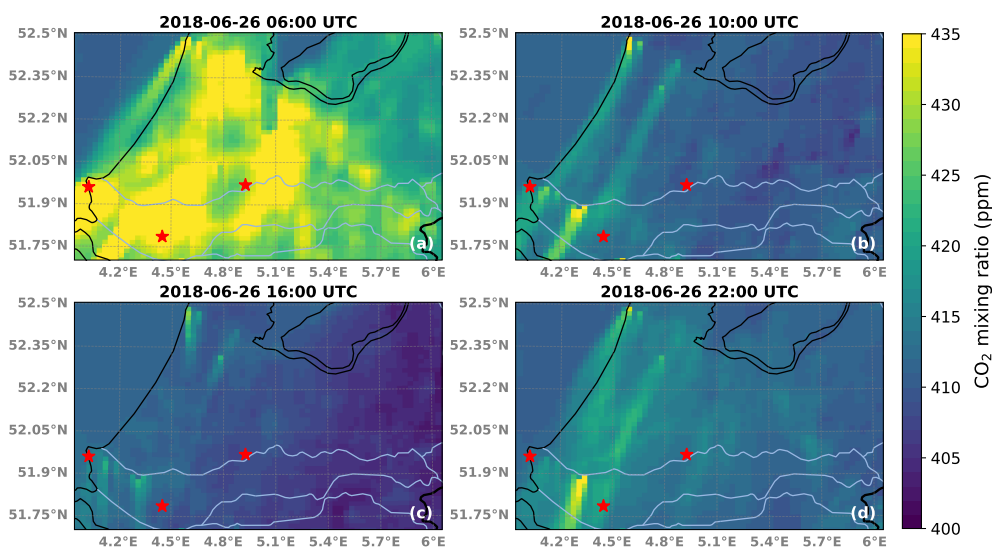 2018-06-26 06:00 UTC
2018-06-26 10:00 UTC
52.5°N
52.35°N
52.2°N
52.05°N
51.9°N
51.75°N
(a)
4.2°E 4.5°E 4.8°E 5.1°E 5.4°E 5.7°E 6°E
52.5°N
52.35°N
52.2°N
52.05°N
51.9°N
51.75°N
(b)
4.2°E 4.5°E 4.8°E 5.1°E 5.4°E 5.7°E 6°E
2018-06-26 16:00 UTC
2018-06-26 22:00 UTC
52.5°N
52.35°N
52.2°N
52.05°N
51.9°N
51.75°N
(c)
4.2°E 4.5°E 4.8°E 5.1°E 5.4°E 5.7°E 6°E
52.5°N
52.35°N
52.2°N
52.05°N
51.9°N
51.75°N
(d)
4.2°E 4.5°E 4.8°E 5.1°E 5.4°E 5.7°E 6°E
435
430
425
420
415
410
405
400
CO₂ mixing ratio (ppm)